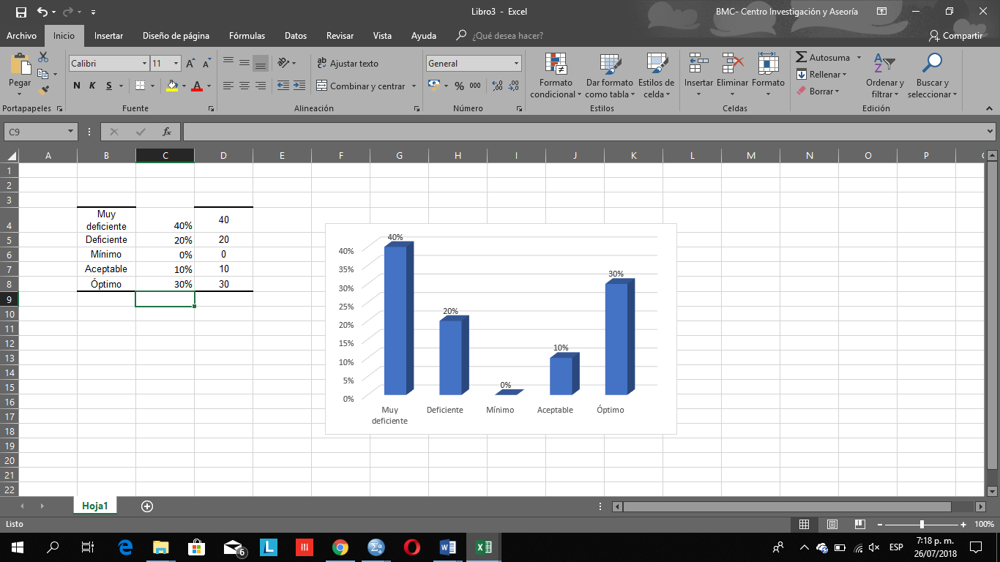 Libro3 - Excel
BMC- Centro Investigación y Aseoría
Archivo Inicio Insertar Diseño de página Fórmulas Datos Revisar Vista Ayuda ¿Qué desea hacer? Compartir
Pegar
Portapapeles
Calibri 11
N K S
Fuente
Ajustar texto
Combinar y centrar
Alineación
General
% 000
Número
Formato condicional
Dar formato como tabla
Estilos de celda
Estilos
Insertar Eliminar Formato
Celdas
Autosuma
Rellenar
Borrar
Ordenar y filtrar
Buscar y seleccionar
Edición
C9 fx
A B C D E F G H I J K L M N O P
1
2
3
4 Muy deficiente 40% 40
5 Deficiente 20% 20
6 Mínimo 0% 0
7 Aceptable 10% 10
8 Óptimo 30% 30
9
10
11
12
13
14
15
16
17
18
19
20
21
22
40%
35%
30%
25%
20%
15%
10%
5%
0%
40% 20% 0% 10% 30%
Muy deficiente Deficiente Mínimo Aceptable Óptimo
Hoja1
Listo 100%
6
L
ESP
7:18 p. m.
26/07/2018